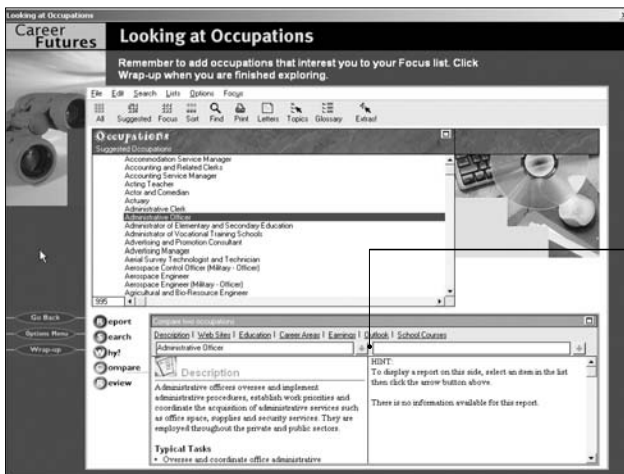 Looking at Occupations
Career
Futures
Looking at Occupations
Remember to add occupations that interest you to your Focus list. Click
Wrap-up when you are finished exploring.
File Edit Search Lists Options Focus
All Suggested Focus Sort Find Print Letters Topics Glossary Extra!
Occupations
Suggested Occupations
Accommodation Service Manager
Accounting and Related Clerks
Accounting Service Manager
Acting Teacher
Actor and Comedian
Actuary
Administrative Clerk
Administrative Officer
Administrator of Elementary and Secondary Education
Administrator of Vocational Training Schools
Advertising and Promotion Consultant
Advertising Manager
Aerial Survey Technologist and Technician
Aerospace Control Officer (Military - Officer)
Aerospace Engineer
Aerospace Engineer (Military - Officer)
Agricultural and Bio-Resource Engineer
995
Go Back
Options Menu
Wrap-up
Report
Search
Why?
Compare
Review
Compare two occupations
Description | Web Sites | Education | Career Areas | Earnings | Outlook | School Courses
Administrative Officer
Description
Administrative officers oversee and implement
administrative procedures, establish work priorities and
coordinate the acquisition of administrative services such
as office space, supplies and security services. They are
employed throughout the private and public sectors.
Typical Tasks
• Oversee and coordinate office administrative
HINT:
To display a report on this side, select an item in the list
then click the arrow button above.
There is no information available for this report.